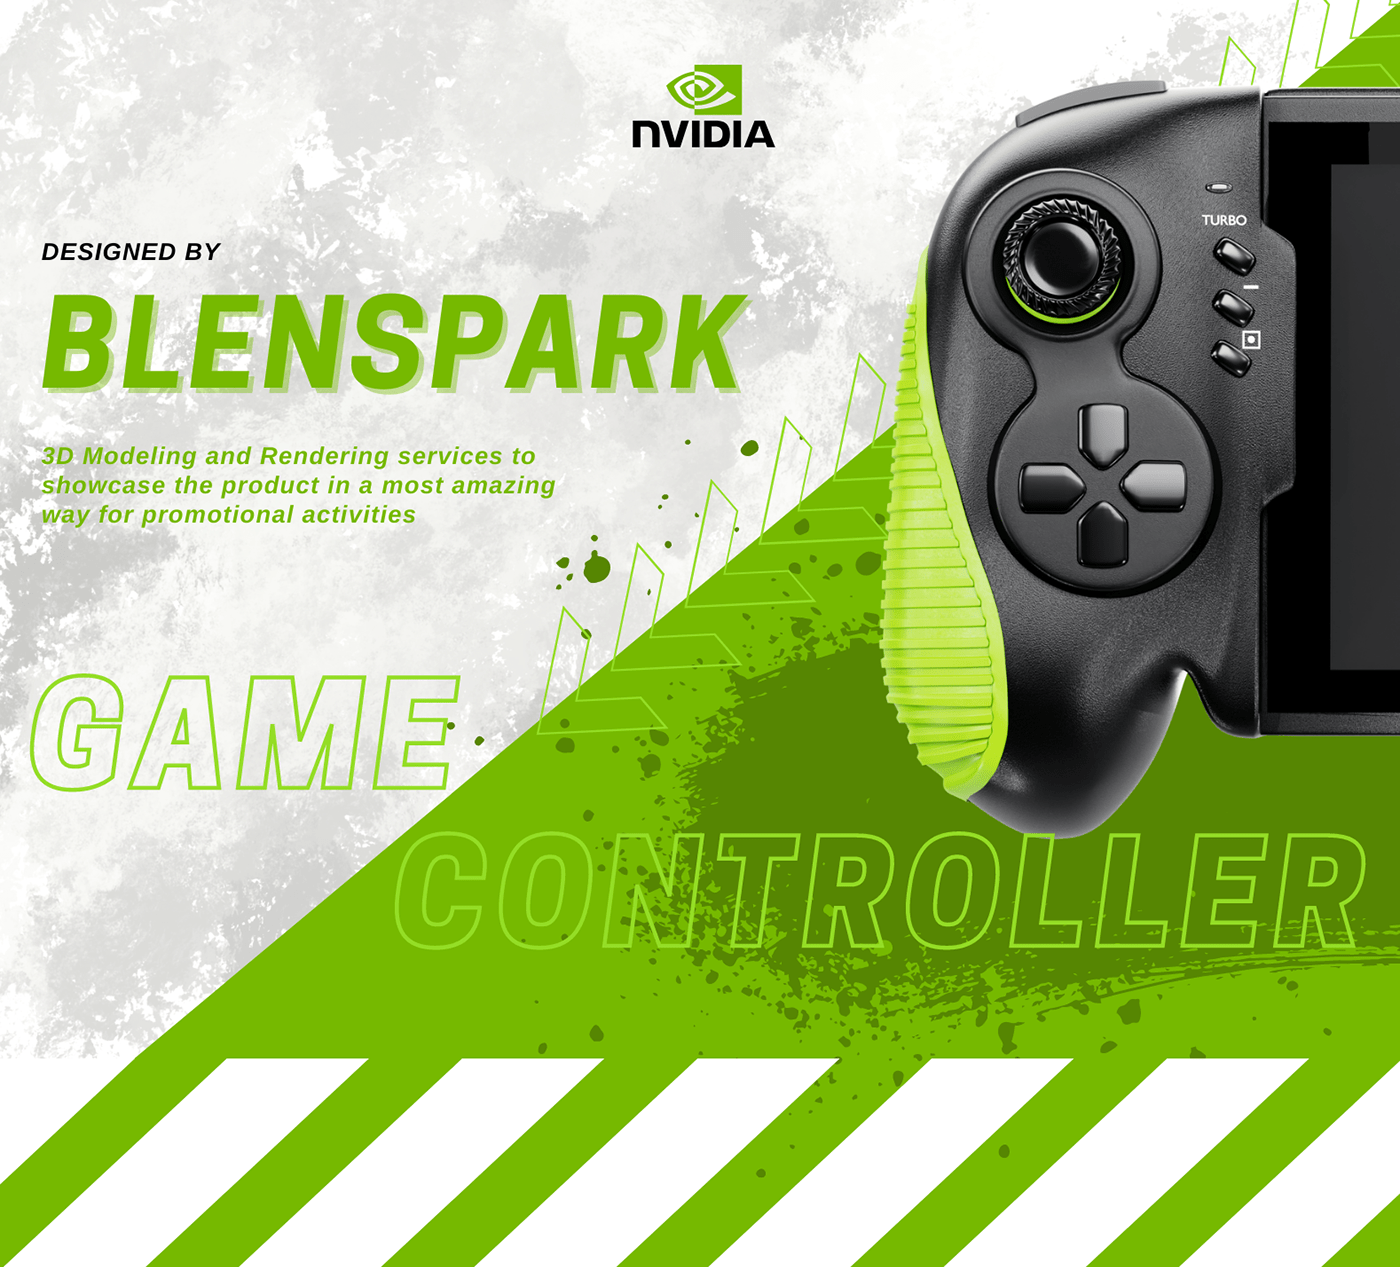 NVIDIA
DESIGNED BY
BLENSPARK
3D Modeling and Rendering services to
showcase the product in a most amazing
way for promotional activities
TURBO
GAME
CONTROLLER